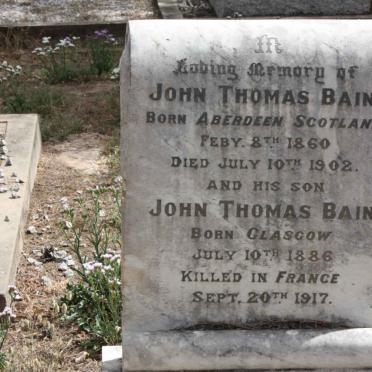 In
Loving Memory of
JOHN THOMAS BAIN
BORN ABERDEEN SCOTLAN
FEBY. 8TH 1860
DIED JULY 10TH 1902.
AND HIS SON
JOHN THOMAS BAIN
BORN GLASGOW
JULY 10TH 1886
KILLED IN FRANCE
SEPT. 20TH 1917.